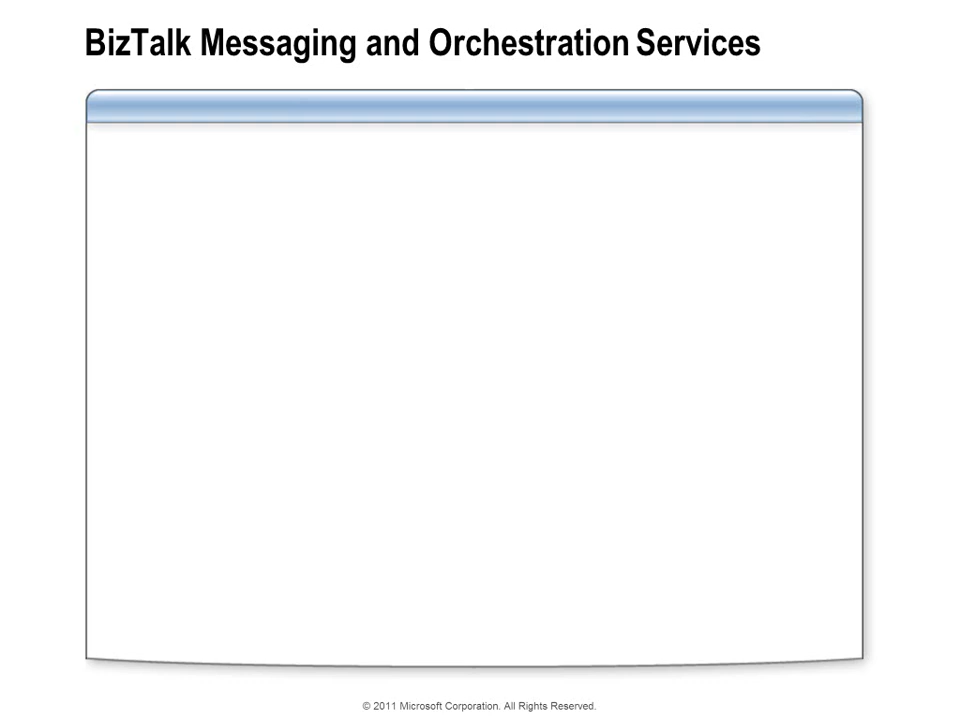 BizTalk Messaging and Orchestration Services
© 2011 Microsoft Corporation. All Rights Reserved.